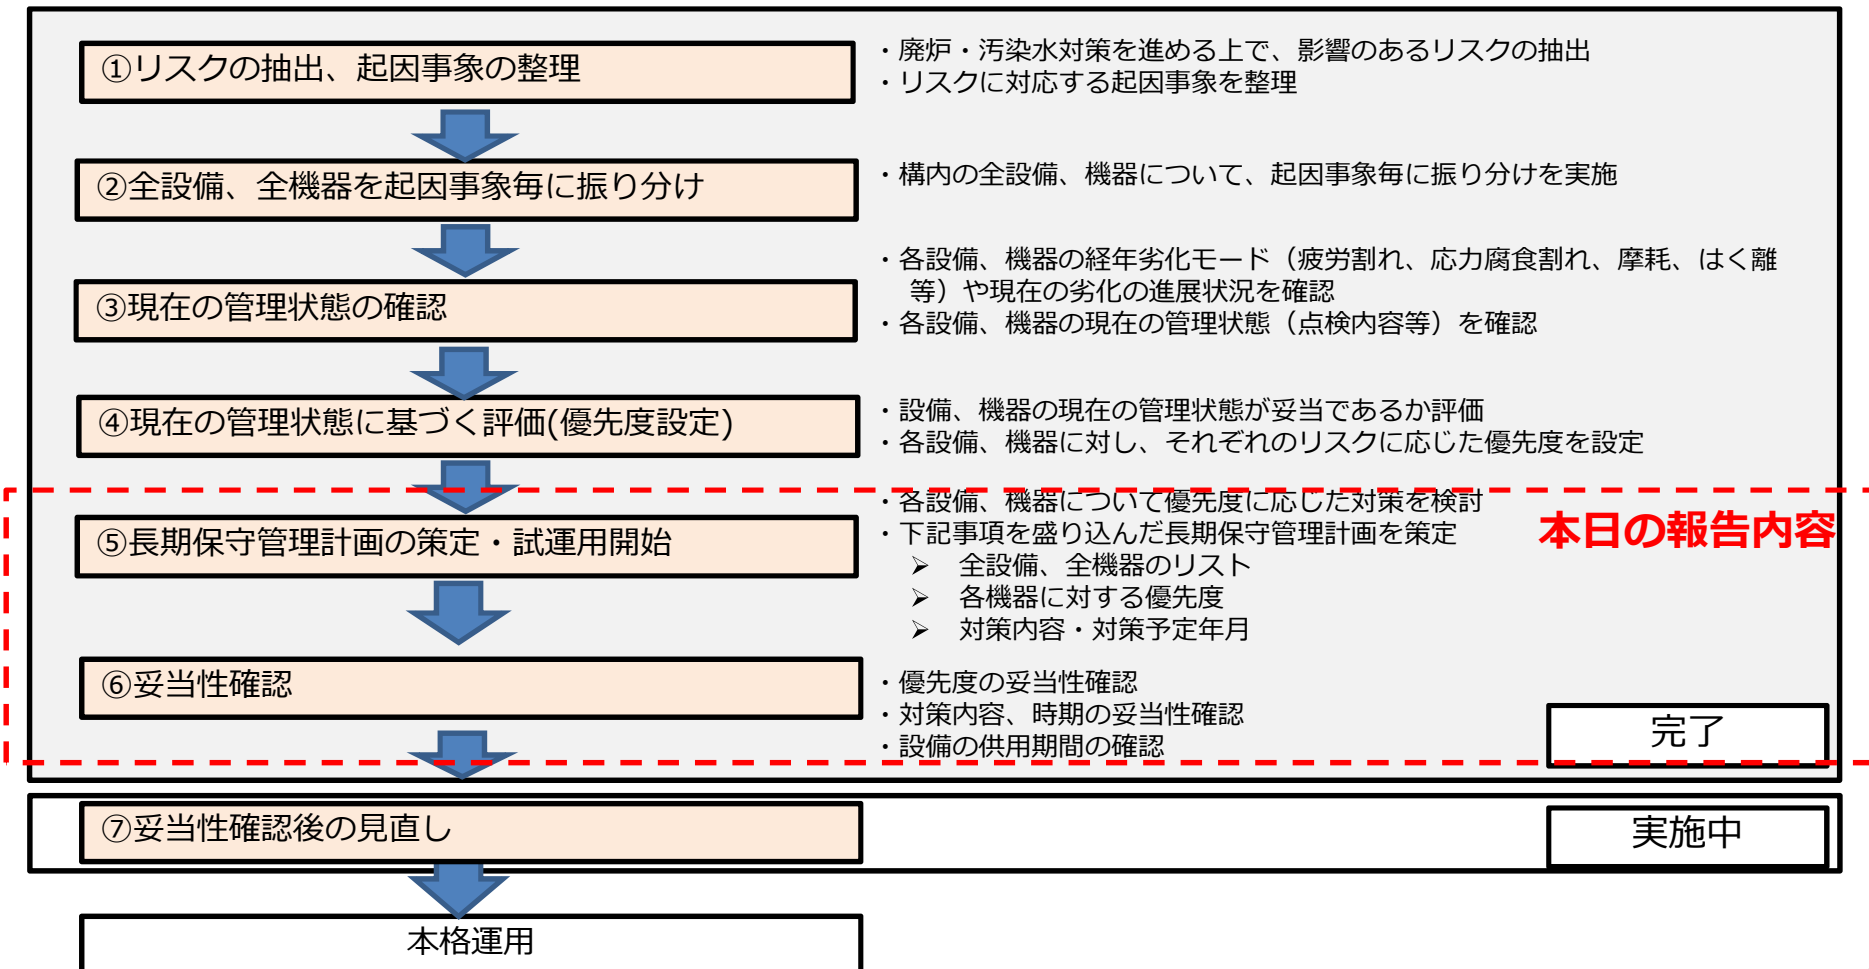 ①リスクの抽出、起因事象の整理
・廃炉・汚染水対策を進める上で、影響のあるリスクの抽出
・リスクに対応する起因事象を整理
②全設備、全機器を起因事象毎に振り分け
・構内の全設備、機器について、起因事象毎に振り分けを実施
③現在の管理状態の確認
・各設備、機器の経年劣化モード（疲労割れ、応力腐食割れ、摩耗、はく離
等）や現在の劣化の進展状況を確認
・各設備、機器の現在の管理状態（点検内容等）を確認
④現在の管理状態に基づく評価(優先度設定)
・設備、機器の現在の管理状態が妥当であるか評価
・各設備、機器に対し、それぞれのリスクに応じた優先度を設定
⑤長期保守管理計画の策定・試運用開始
・各設備、機器について優先度に応じた対策を検討
・下記事項を盛り込んだ長期保守管理計画を策定
➢ 全設備、全機器のリスト
➢ 各機器に対する優先度
➢ 対策内容・対策予定年月
本日の報告内容
⑥妥当性確認
・優先度の妥当性確認
・対策内容、時期の妥当性確認
・設備の供用期間の確認
完了
⑦妥当性確認後の見直し
実施中
本格運用